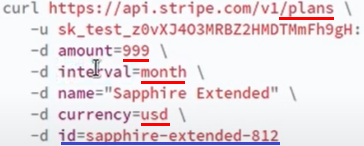 curl https://api.stripe.com/v1/plans \
-u sk_test_z0vXJ4O3MRBZ2HMDTMmFh9gH:
-d amount=999 \
-d interval=month \
-d name="Sapphire Extended" \
-d currency=usd \
-d id=sapphire-extended-812